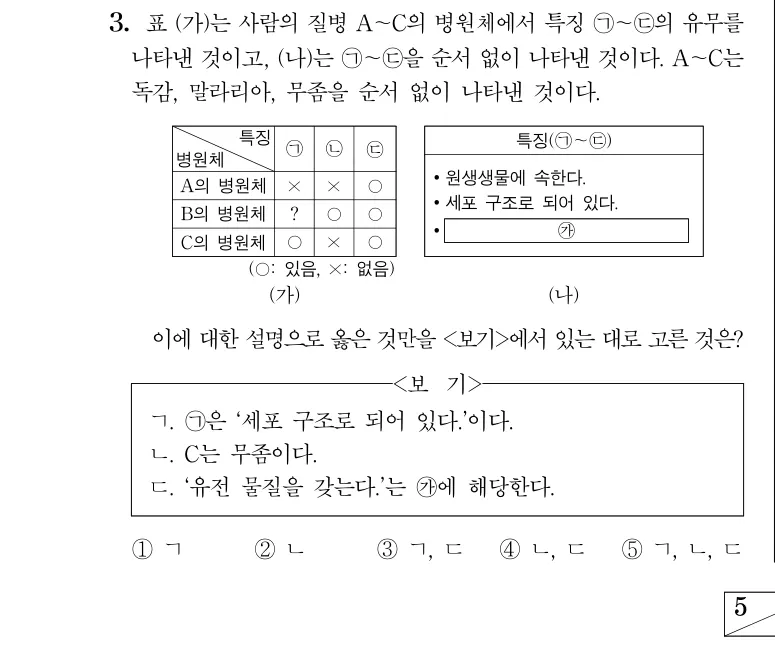 3. 표 (가)는 사람의 질병 A~C의 병원체에서 특징 ㉠~㉢의 유무를
나타낸 것이고, (나)는 ㉠~㉢을 순서 없이 나타낸 것이다. A~C는
독감, 말라리아, 무좀을 순서 없이 나타낸 것이다.
병원체 특징 ㉠ ㉡ ㉢
A의 병원체 × × ○
B의 병원체 ? ○ ○
C의 병원체 ○ × ○
(○: 있음, ×: 없음)
(가)
특징(㉠~㉢)
• 원생생물에 속한다.
• 세포 구조로 되어 있다.
• ㉮
(나)
이에 대한 설명으로 옳은 것만을 <보기>에서 있는 대로 고른 것은?
<보 기>
ㄱ. ㉠은 ‘세포 구조로 되어 있다.’이다.
ㄴ. C는 무좀이다.
ㄷ. ‘유전 물질을 갖는다.’는 ㉮에 해당한다.
① ㄱ ② ㄴ ③ ㄱ, ㄷ ④ ㄴ, ㄷ ⑤ ㄱ, ㄴ, ㄷ
5